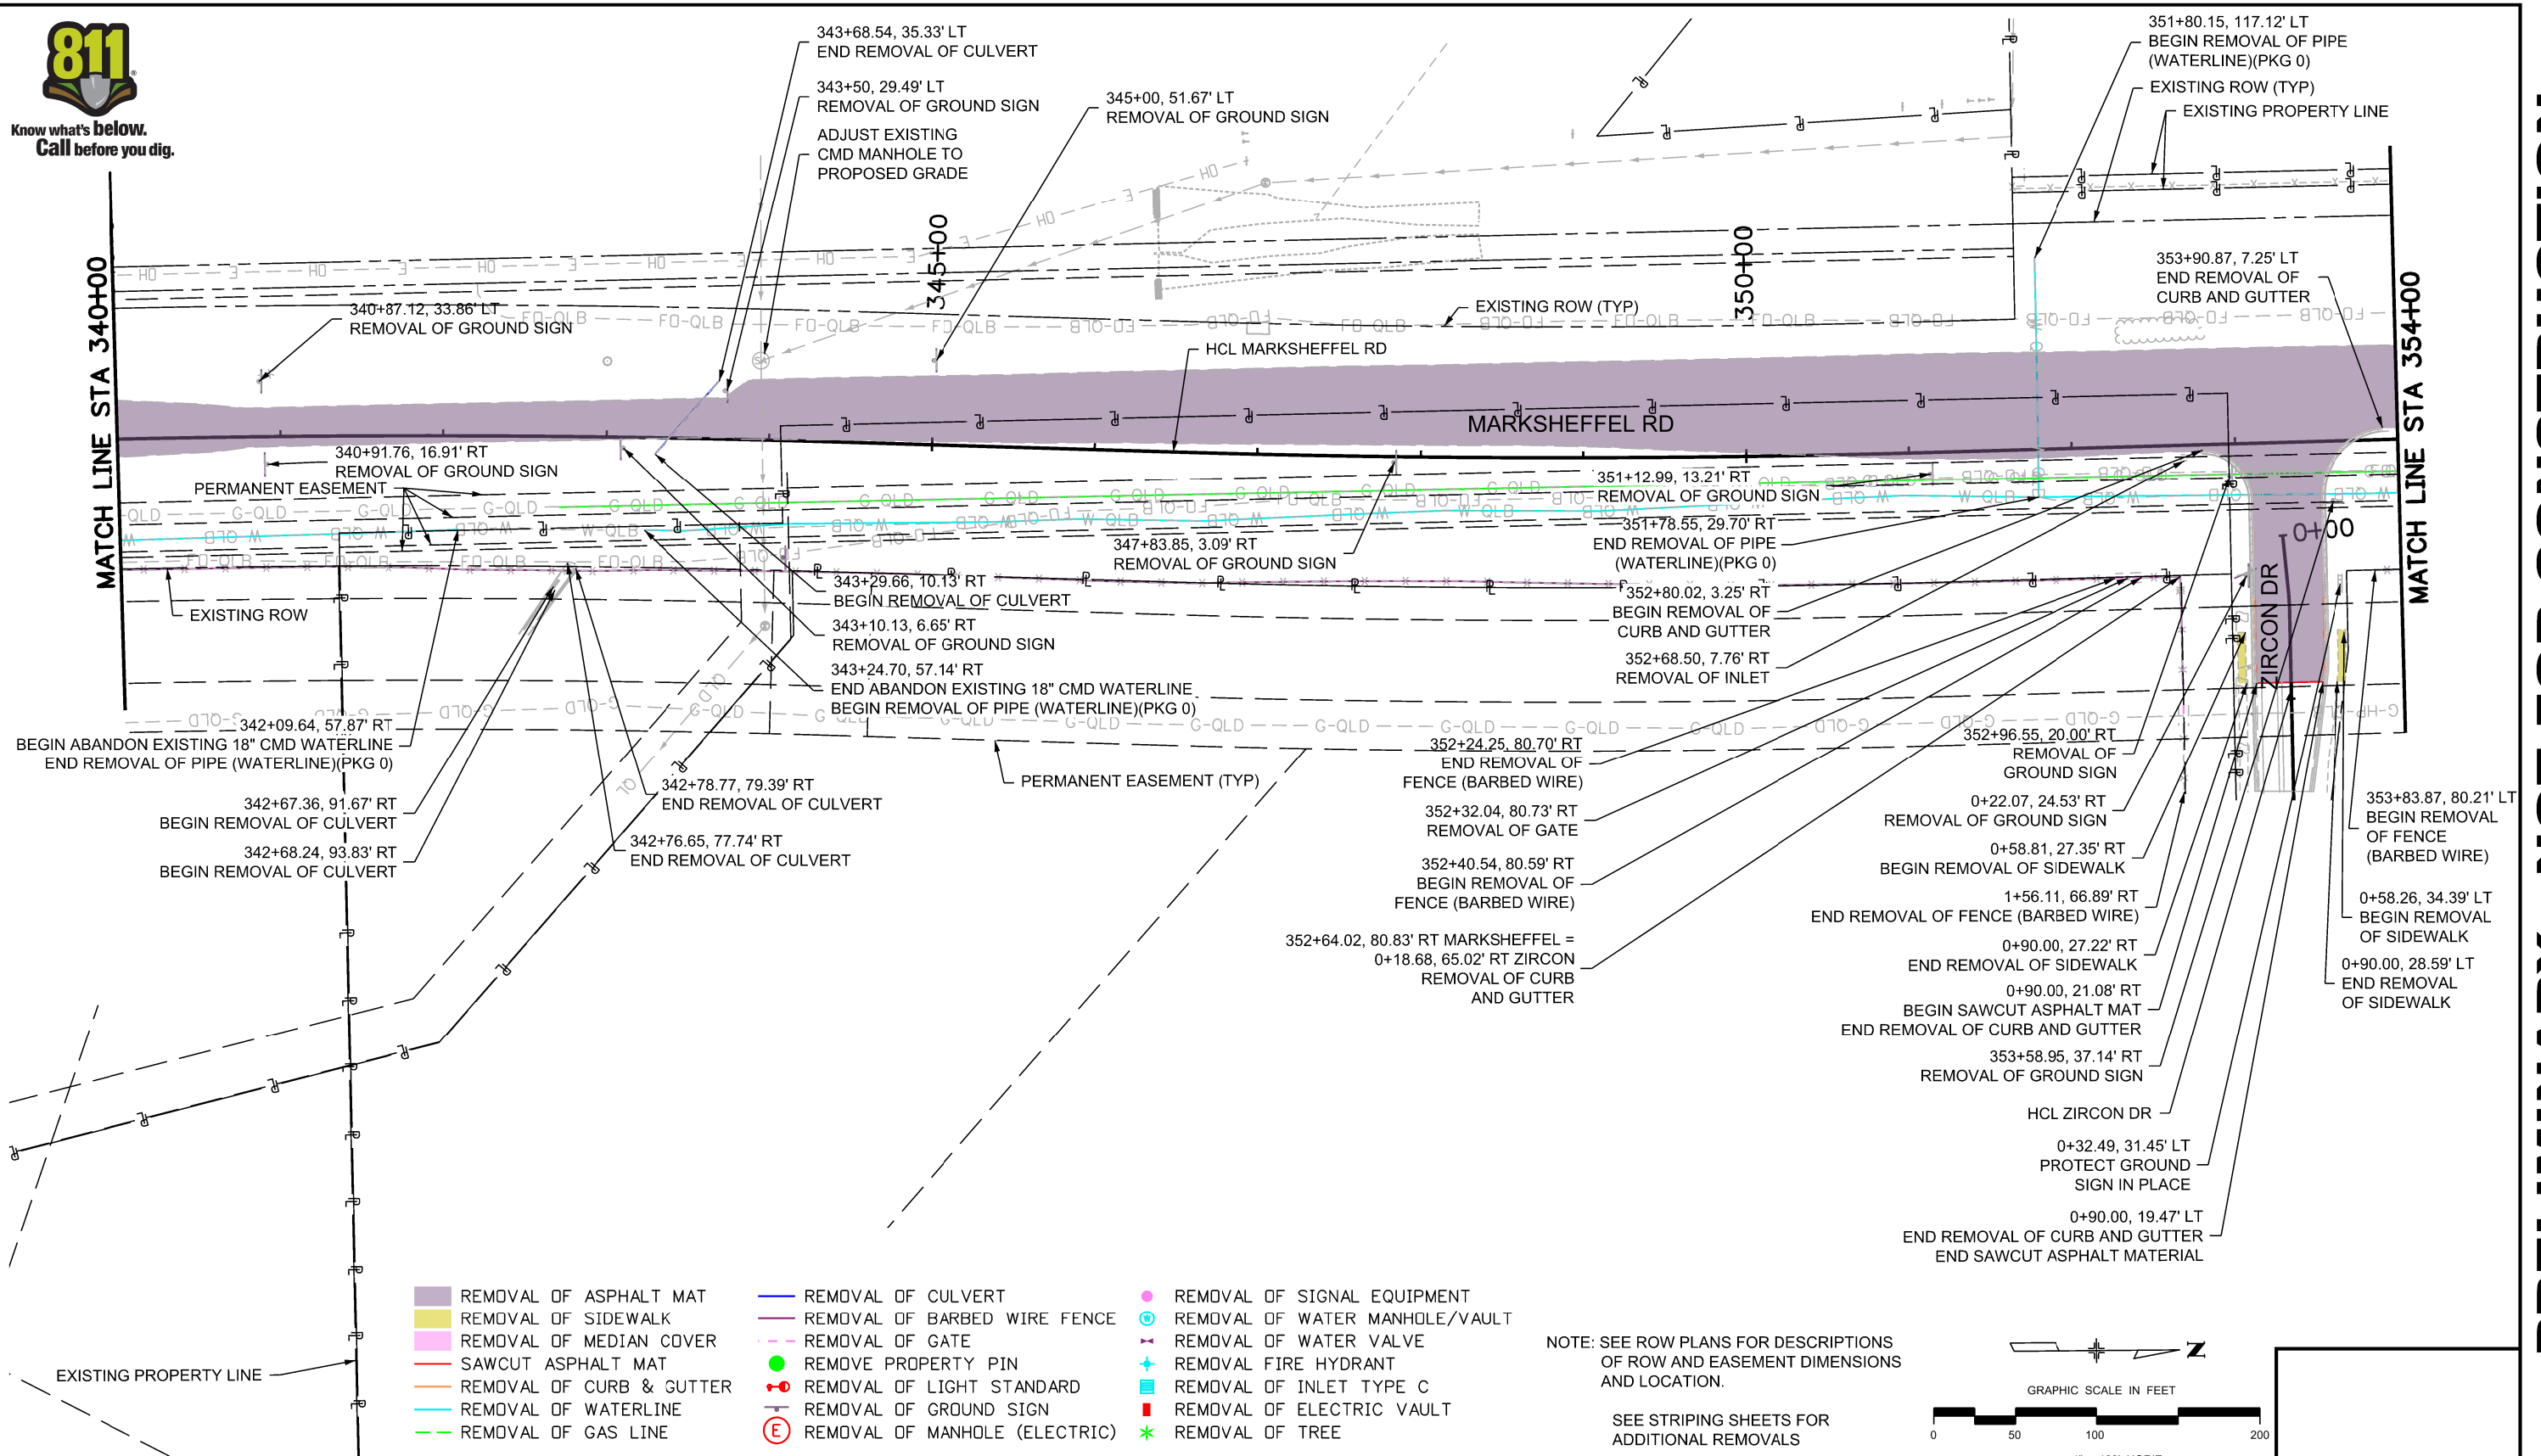 811
Know what's below.
Call before you dig.
343+68.54, 35.33' LT
END REMOVAL OF CULVERT
343+50, 29.49' LT
REMOVAL OF GROUND SIGN
ADJUST EXISTING
CMD MANHOLE TO
PROPOSED GRADE
345+00, 51.67' LT
REMOVAL OF GROUND SIGN
351+80.15, 117.12' LT
BEGIN REMOVAL OF PIPE
(WATERLINE)(PKG 0)
EXISTING ROW (TYP)
EXISTING PROPERTY LINE
353+90.87, 7.25' LT
END REMOVAL OF
CURB AND GUTTER
MATCH LINE STA 340+00
345+00
350+00
MATCH LINE STA 354+00
340+87.12, 33.86' LT
REMOVAL OF GROUND SIGN
EXISTING ROW (TYP)
HCL MARKSHEFFEL RD
MARKSHEFFEL RD
340+91.76, 16.91' RT
REMOVAL OF GROUND SIGN
PERMANENT EASEMENT
351+12.99, 13.21' RT
REMOVAL OF GROUND SIGN
351+78.55, 29.70' RT
END REMOVAL OF PIPE
(WATERLINE)(PKG 0)
347+83.85, 3.09' RT
REMOVAL OF GROUND SIGN
0+00
ZIRCON DR
343+29.66, 10.13' RT
BEGIN REMOVAL OF CULVERT
352+80.02, 3.25' RT
BEGIN REMOVAL OF
CURB AND GUTTER
EXISTING ROW
343+10.13, 6.65' RT
REMOVAL OF GROUND SIGN
352+68.50, 7.76' RT
REMOVAL OF INLET
343+24.70, 57.14' RT
END ABANDON EXISTING 18" CMD WATERLINE
BEGIN REMOVAL OF PIPE (WATERLINE)(PKG 0)
342+09.64, 57.87' RT
BEGIN ABANDON EXISTING 18" CMD WATERLINE
END REMOVAL OF PIPE (WATERLINE)(PKG 0)
342+67.36, 91.67' RT
BEGIN REMOVAL OF CULVERT
342+68.24, 93.83' RT
BEGIN REMOVAL OF CULVERT
342+78.77, 79.39' RT
END REMOVAL OF CULVERT
342+76.65, 77.74' RT
END REMOVAL OF CULVERT
PERMANENT EASEMENT (TYP)
352+24.25, 80.70' RT
END REMOVAL OF
FENCE (BARBED WIRE)
352+32.04, 80.73' RT
REMOVAL OF GATE
352+40.54, 80.59' RT
BEGIN REMOVAL OF
FENCE (BARBED WIRE)
352+64.02, 80.83' RT MARKSHEFFEL =
0+18.68, 65.02' RT ZIRCON
REMOVAL OF CURB
AND GUTTER
352+96.55, 20.00' RT
REMOVAL OF
GROUND SIGN
0+22.07, 24.53' RT
REMOVAL OF GROUND SIGN
0+58.81, 27.35' RT
BEGIN REMOVAL OF SIDEWALK
1+56.11, 66.89' RT
END REMOVAL OF FENCE (BARBED WIRE)
0+90.00, 27.22' RT
END REMOVAL OF SIDEWALK
0+90.00, 21.08' RT
BEGIN SAWCUT ASPHALT MAT
END REMOVAL OF CURB AND GUTTER
353+58.95, 37.14' RT
REMOVAL OF GROUND SIGN
HCL ZIRCON DR
0+32.49, 31.45' LT
PROTECT GROUND
SIGN IN PLACE
0+90.00, 19.47' LT
END REMOVAL OF CURB AND GUTTER
END SAWCUT ASPHALT MATERIAL
353+83.87, 80.21' LT
BEGIN REMOVAL
OF FENCE
(BARBED WIRE)
0+58.26, 34.39' LT
BEGIN REMOVAL
OF SIDEWALK
0+90.00, 28.59' LT
END REMOVAL
OF SIDEWALK
EXISTING PROPERTY LINE
REMOVAL OF ASPHALT MAT
REMOVAL OF SIDEWALK
REMOVAL OF MEDIAN COVER
SAWCUT ASPHALT MAT
REMOVAL OF CURB & GUTTER
REMOVAL OF WATERLINE
REMOVAL OF GAS LINE
REMOVAL OF CULVERT
REMOVAL OF BARBED WIRE FENCE
REMOVAL OF GATE
REMOVE PROPERTY PIN
REMOVAL OF LIGHT STANDARD
REMOVAL OF GROUND SIGN
E REMOVAL OF MANHOLE (ELECTRIC)
REMOVAL OF SIGNAL EQUIPMENT
REMOVAL OF WATER MANHOLE/VAULT
REMOVAL OF WATER VALVE
REMOVAL FIRE HYDRANT
REMOVAL OF INLET TYPE C
REMOVAL OF ELECTRIC VAULT
REMOVAL OF TREE
NOTE: SEE ROW PLANS FOR DESCRIPTIONS
OF ROW AND EASEMENT DIMENSIONS
AND LOCATION.
SEE STRIPING SHEETS FOR
ADDITIONAL REMOVALS
N
GRAPHIC SCALE IN FEET
0 50 100 200